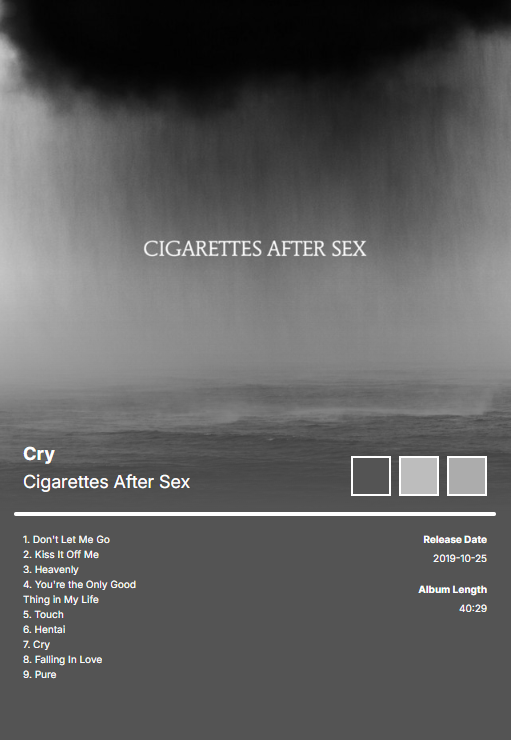 CIGARETTES AFTER SEX
Cry
Cigarettes After Sex
1. Don't Let Me Go
2. Kiss It Off Me
3. Heavenly
4. You're the Only Good
Thing in My Life
5. Touch
6. Hentai
7. Cry
8. Falling In Love
9. Pure
Release Date
2019-10-25
Album Length
40:29